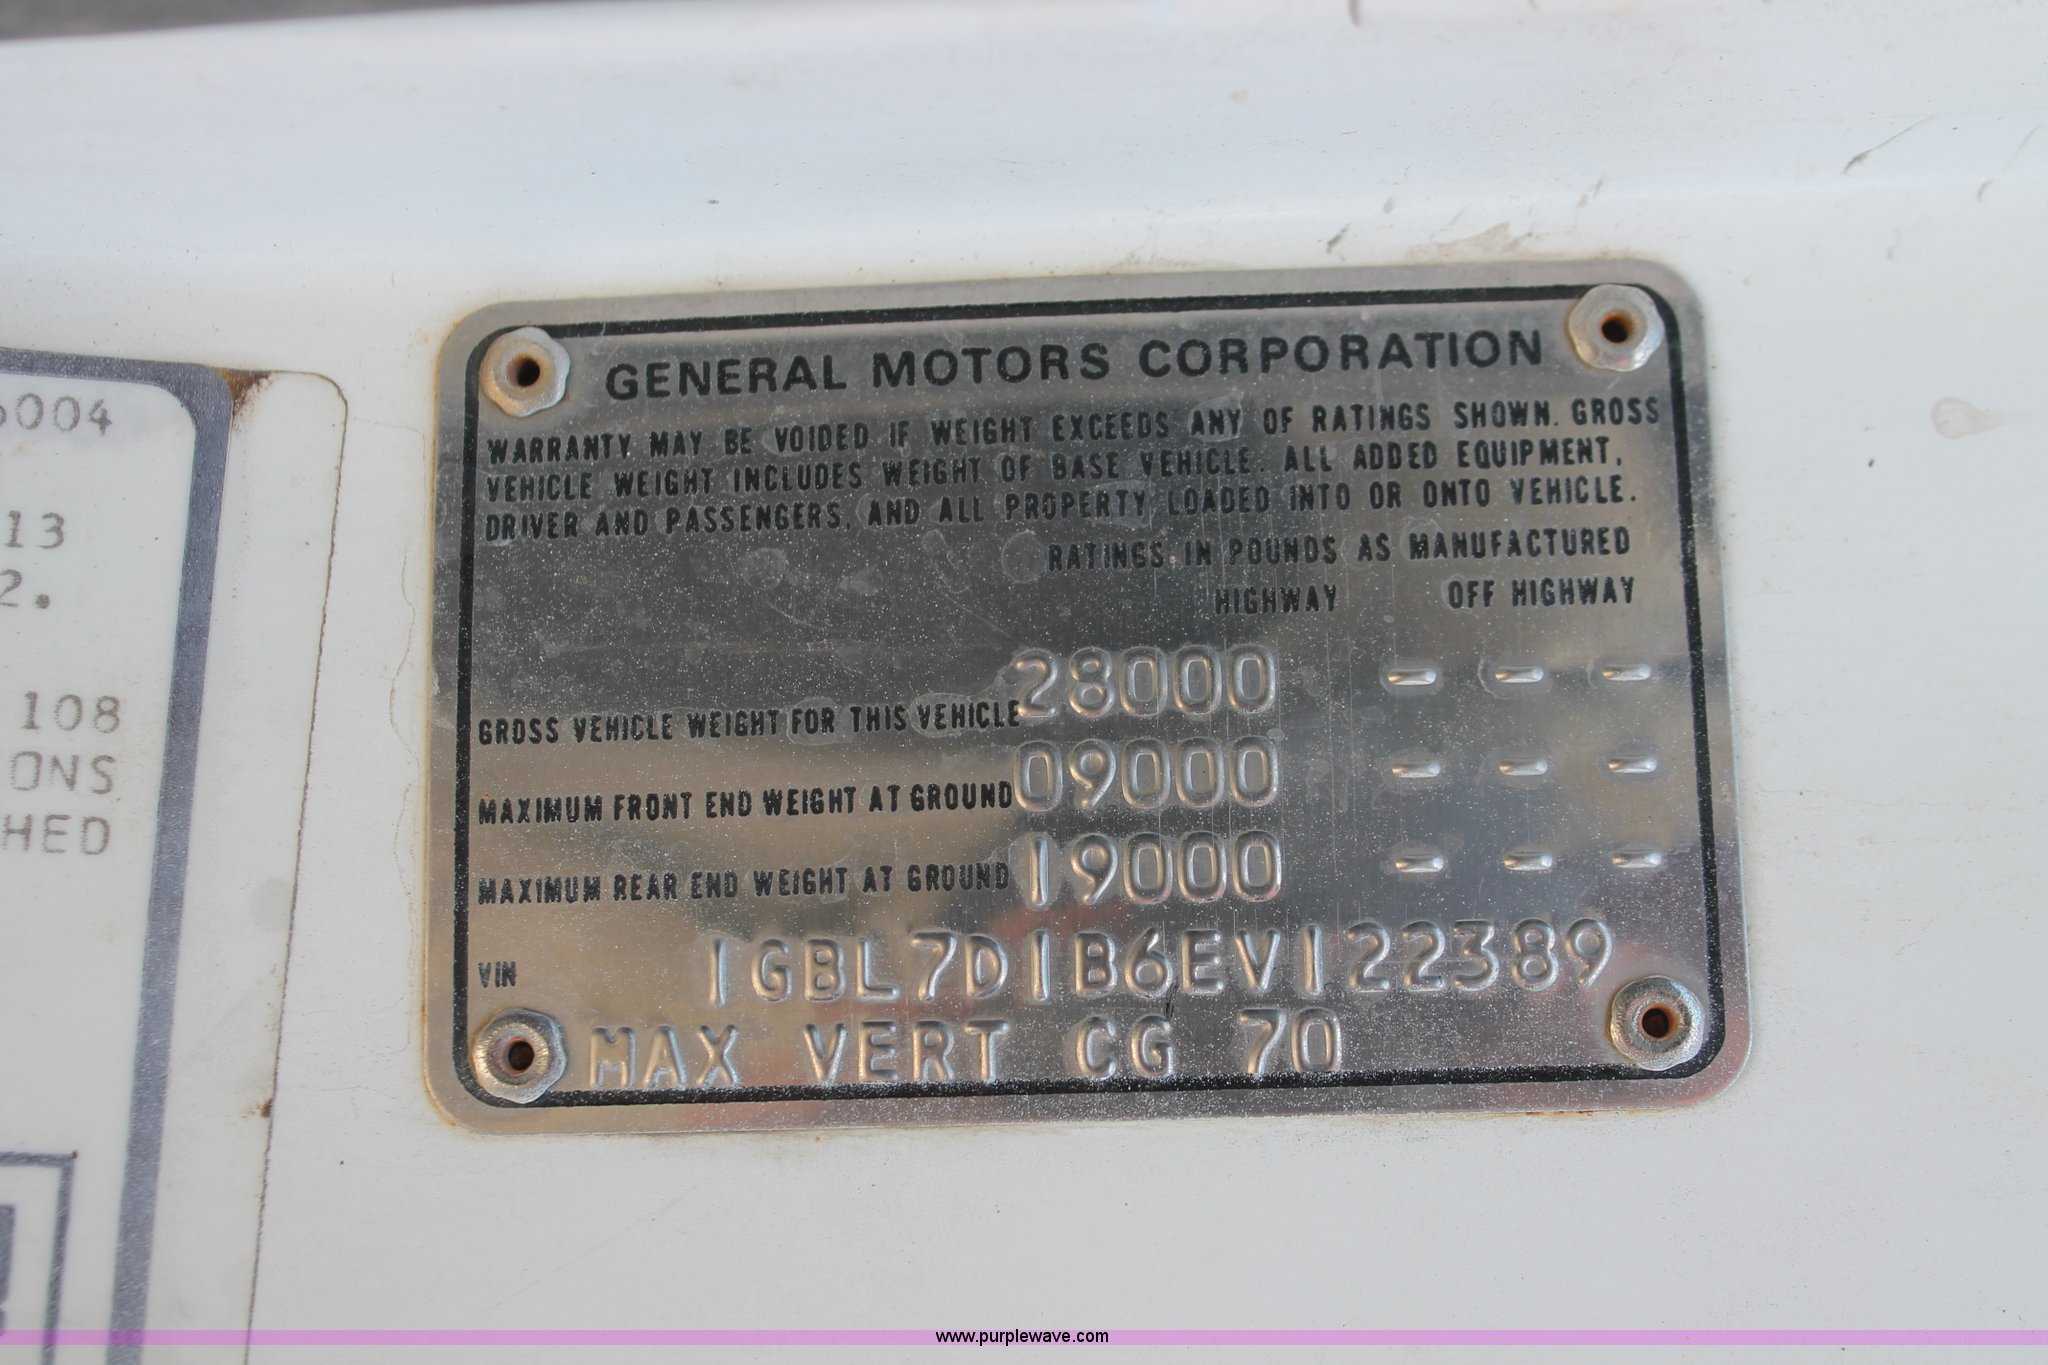 6004
13
2.
108
ONS
HED
GENERAL MOTORS CORPORATION
WARRANTY MAY BE VOIDED IF WEIGHT EXCEEDS ANY OF RATINGS SHOWN. GROSS
VEHICLE WEIGHT INCLUDES WEIGHT OF BASE VEHICLE. ALL ADDED EQUIPMENT,
DRIVER AND PASSENGERS, AND ALL PROPERTY LOADED INTO OR ONTO VEHICLE.
RATINGS IN POUNDS AS MANUFACTURED
HIGHWAY OFF HIGHWAY
GROSS VEHICLE WEIGHT FOR THIS VEHICLE 28000 - - -
MAXIMUM FRONT END WEIGHT AT GROUND 09000 - - -
MAXIMUM REAR END WEIGHT AT GROUND 19000 - - -
VIN 1GBL7D1B6EV122389
MAX VERT CG 70
www.purplewave.com